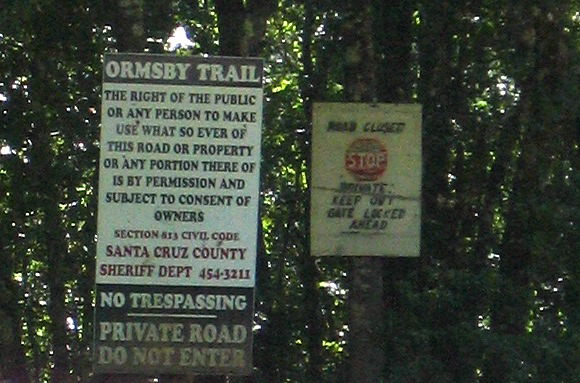 ORMSBY TRAIL
THE RIGHT OF THE PUBLIC
OR ANY PERSON TO MAKE
USE WHAT SO EVER OF
THIS ROAD OR PROPERTY
OR ANY PORTION THERE OF
IS BY PERMISSION AND
SUBJECT TO CONSENT OF
OWNERS
SECTION 813 CIVIL CODE
SANTA CRUZ COUNTY
SHERIFF DEPT 454-3211
NO TRESPASSING
PRIVATE ROAD
DO NOT ENTER
ROAD CLOSED
STOP
PRIVATE
KEEP OUT
GATE LOCKED
AHEAD